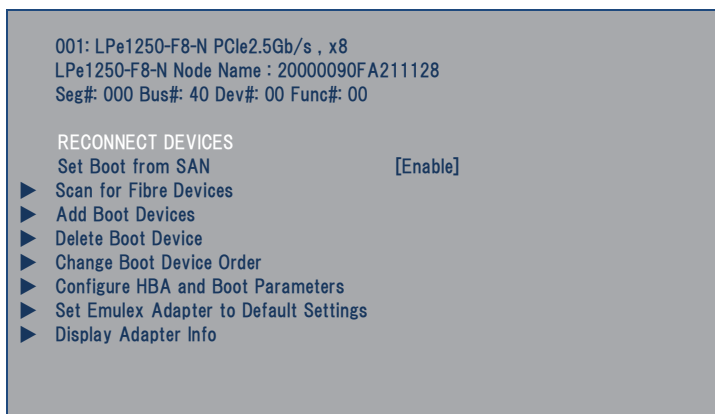 001: LPe1250-F8-N PCIe2.5Gb/s , x8
LPe1250-F8-N Node Name : 20000090FA211128
Seg#: 000 Bus#: 40 Dev#: 00 Func#: 00
RECONNECT DEVICES
Set Boot from SAN [Enable]
Scan for Fibre Devices
Add Boot Devices
Delete Boot Device
Change Boot Device Order
Configure HBA and Boot Parameters
Set Emulex Adapter to Default Settings
Display Adapter Info